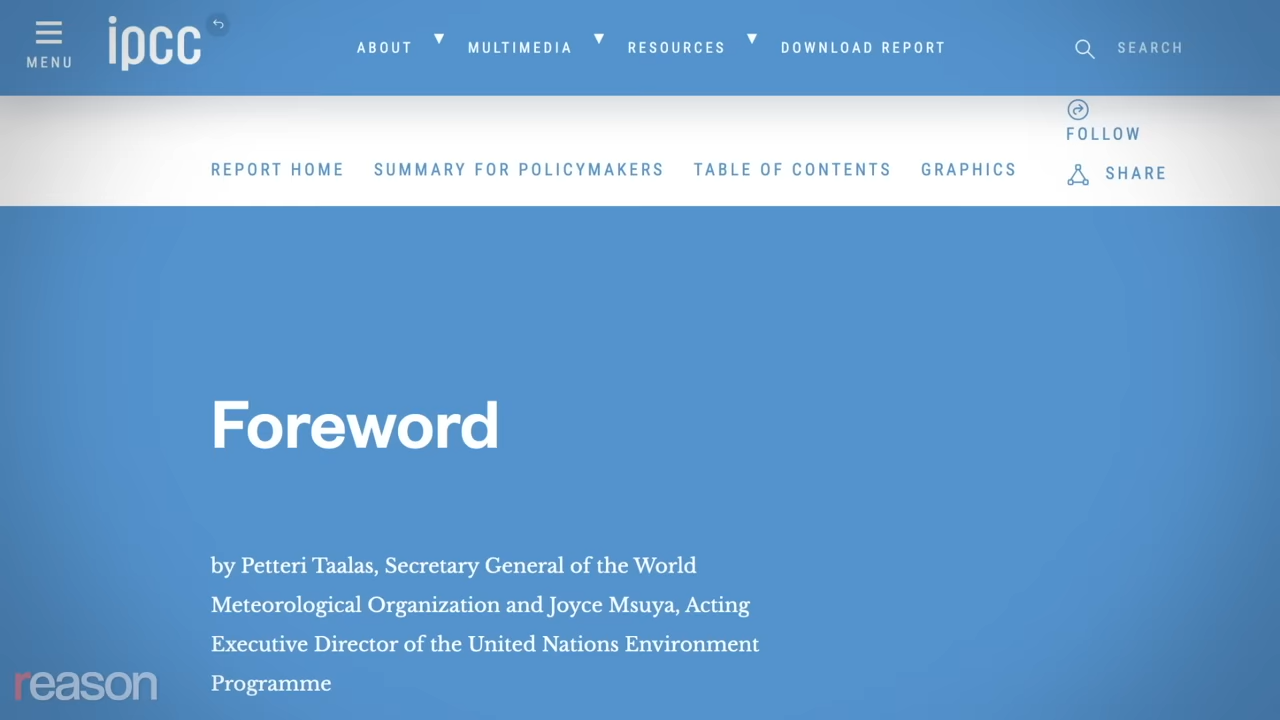 MENU
ipcc
ABOUT
MULTIMEDIA
RESOURCES
DOWNLOAD REPORT
SEARCH
REPORT HOME
SUMMARY FOR POLICYMAKERS
TABLE OF CONTENTS
GRAPHICS
FOLLOW
SHARE
Foreword
by Petteri Taalas, Secretary General of the World
Meteorological Organization and Joyce Msuya, Acting
Executive Director of the United Nations Environment
Programme
reason